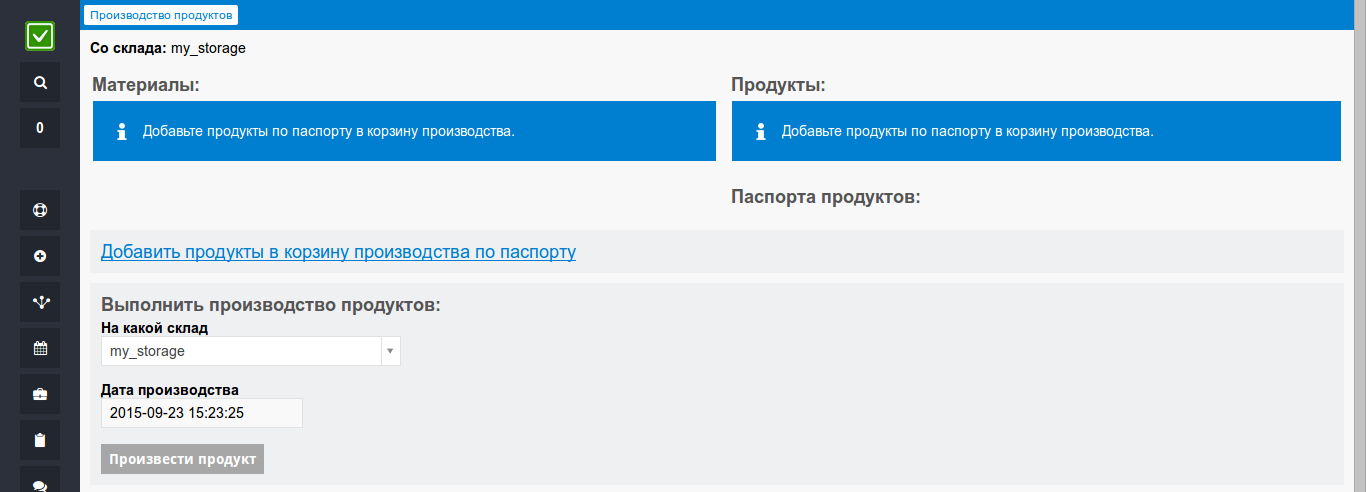 Производство продуктов
Со склада: my_storage
0
Материалы:
Добавьте продукты по паспорту в корзину производства.
Продукты:
Добавьте продукты по паспорту в корзину производства.
Паспорта продуктов:
Добавить продукты в корзину производства по паспорту
Выполнить производство продуктов:
На какой склад
my_storage
Дата производства
2015-09-23 15:23:25
Произвести продукт